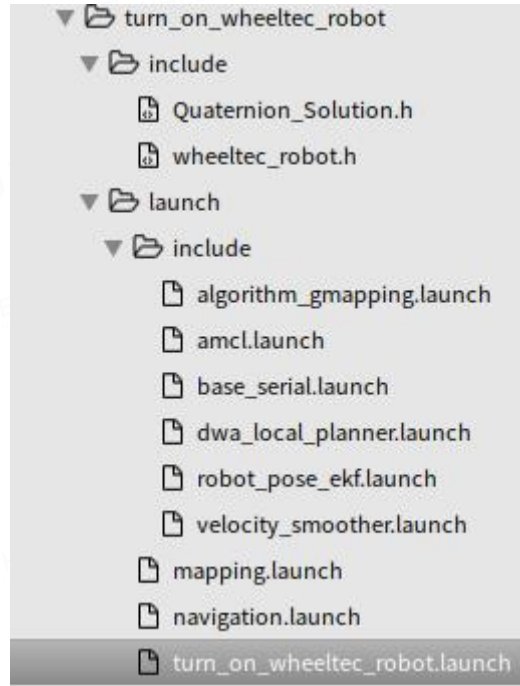 turn_on_wheeltec_robot
include
Quaternion_Solution.h
wheeltec_robot.h
launch
include
algorithm_gmapping.launch
amcl.launch
base_serial.launch
dwa_local_planner.launch
robot_pose_ekf.launch
velocity_smoother.launch
mapping.launch
navigation.launch
turn_on_wheeltec_robot.launch